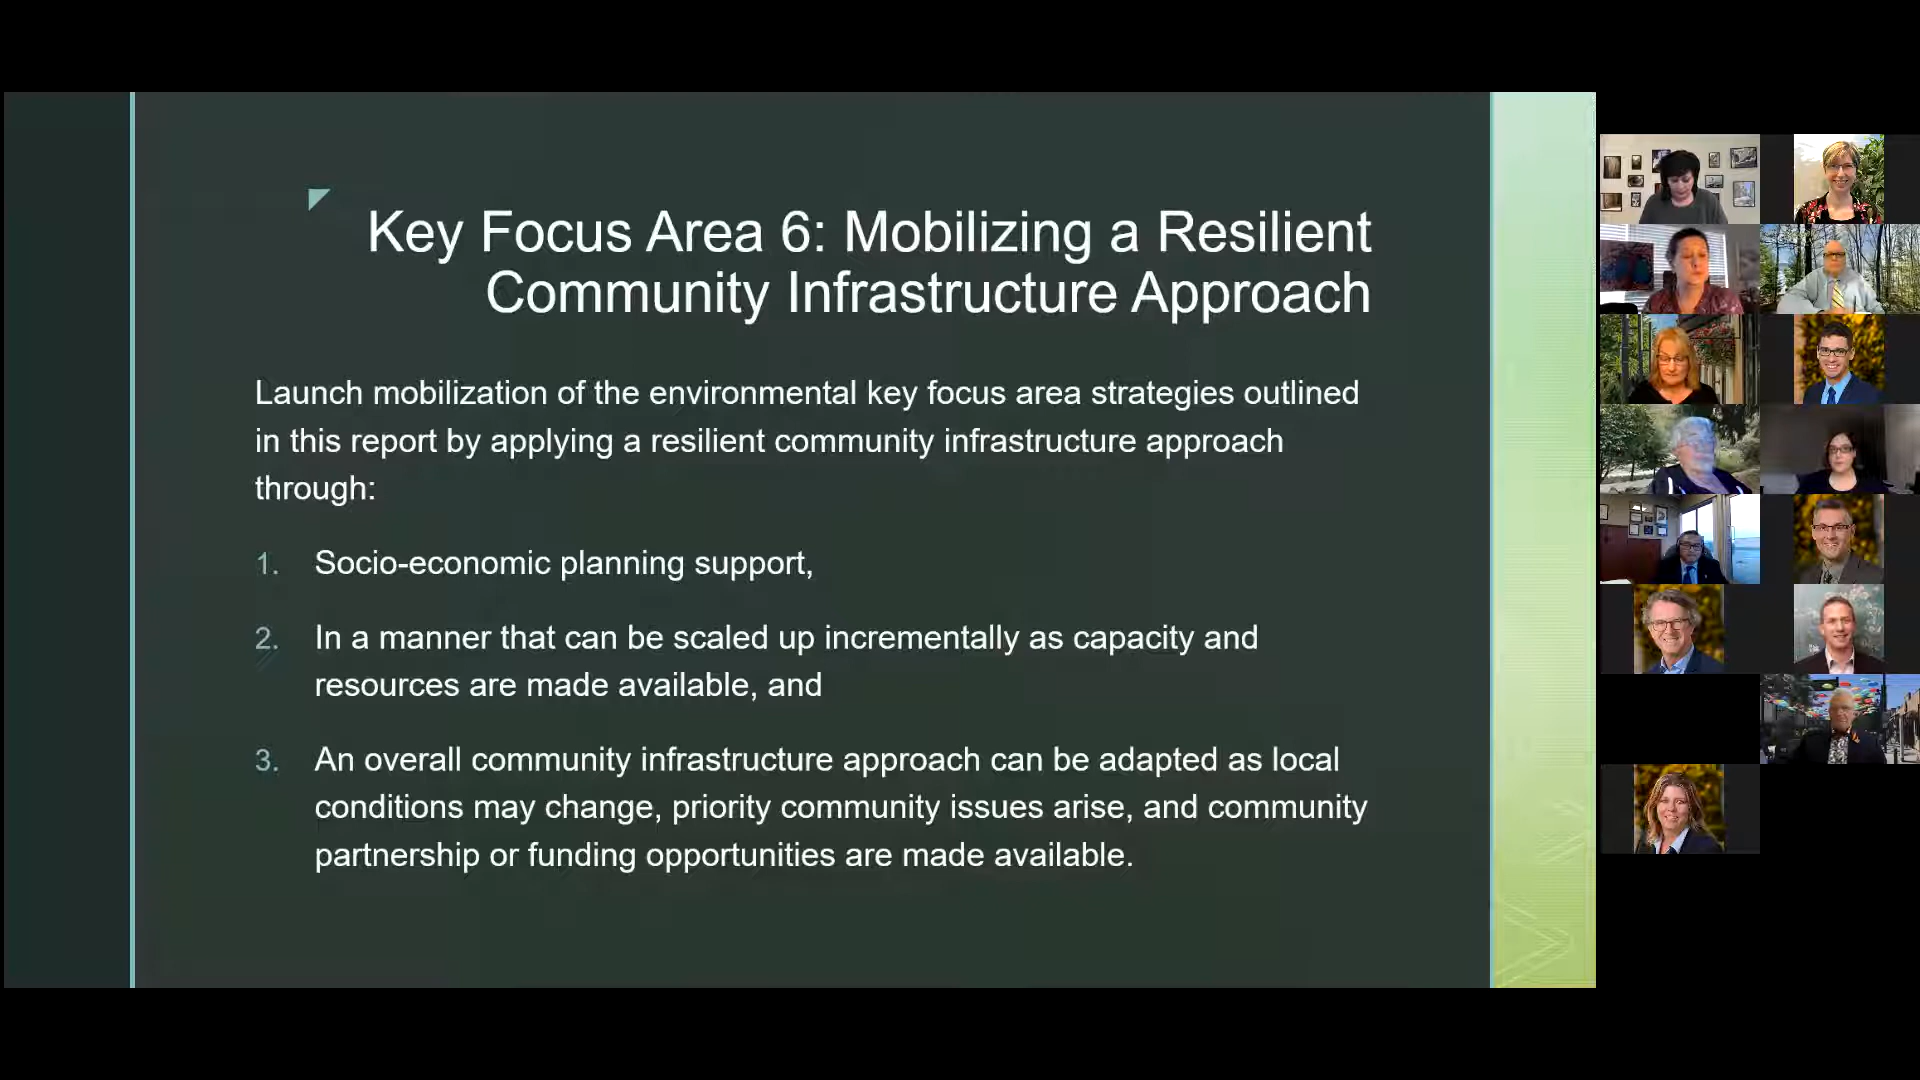 Key Focus Area 6: Mobilizing a Resilient
Community Infrastructure Approach
Launch mobilization of the environmental key focus area strategies outlined
in this report by applying a resilient community infrastructure approach
through:
1. Socio-economic planning support,
2. In a manner that can be scaled up incrementally as capacity and
resources are made available, and
3. An overall community infrastructure approach can be adapted as local
conditions may change, priority community issues arise, and community
partnership or funding opportunities are made available.